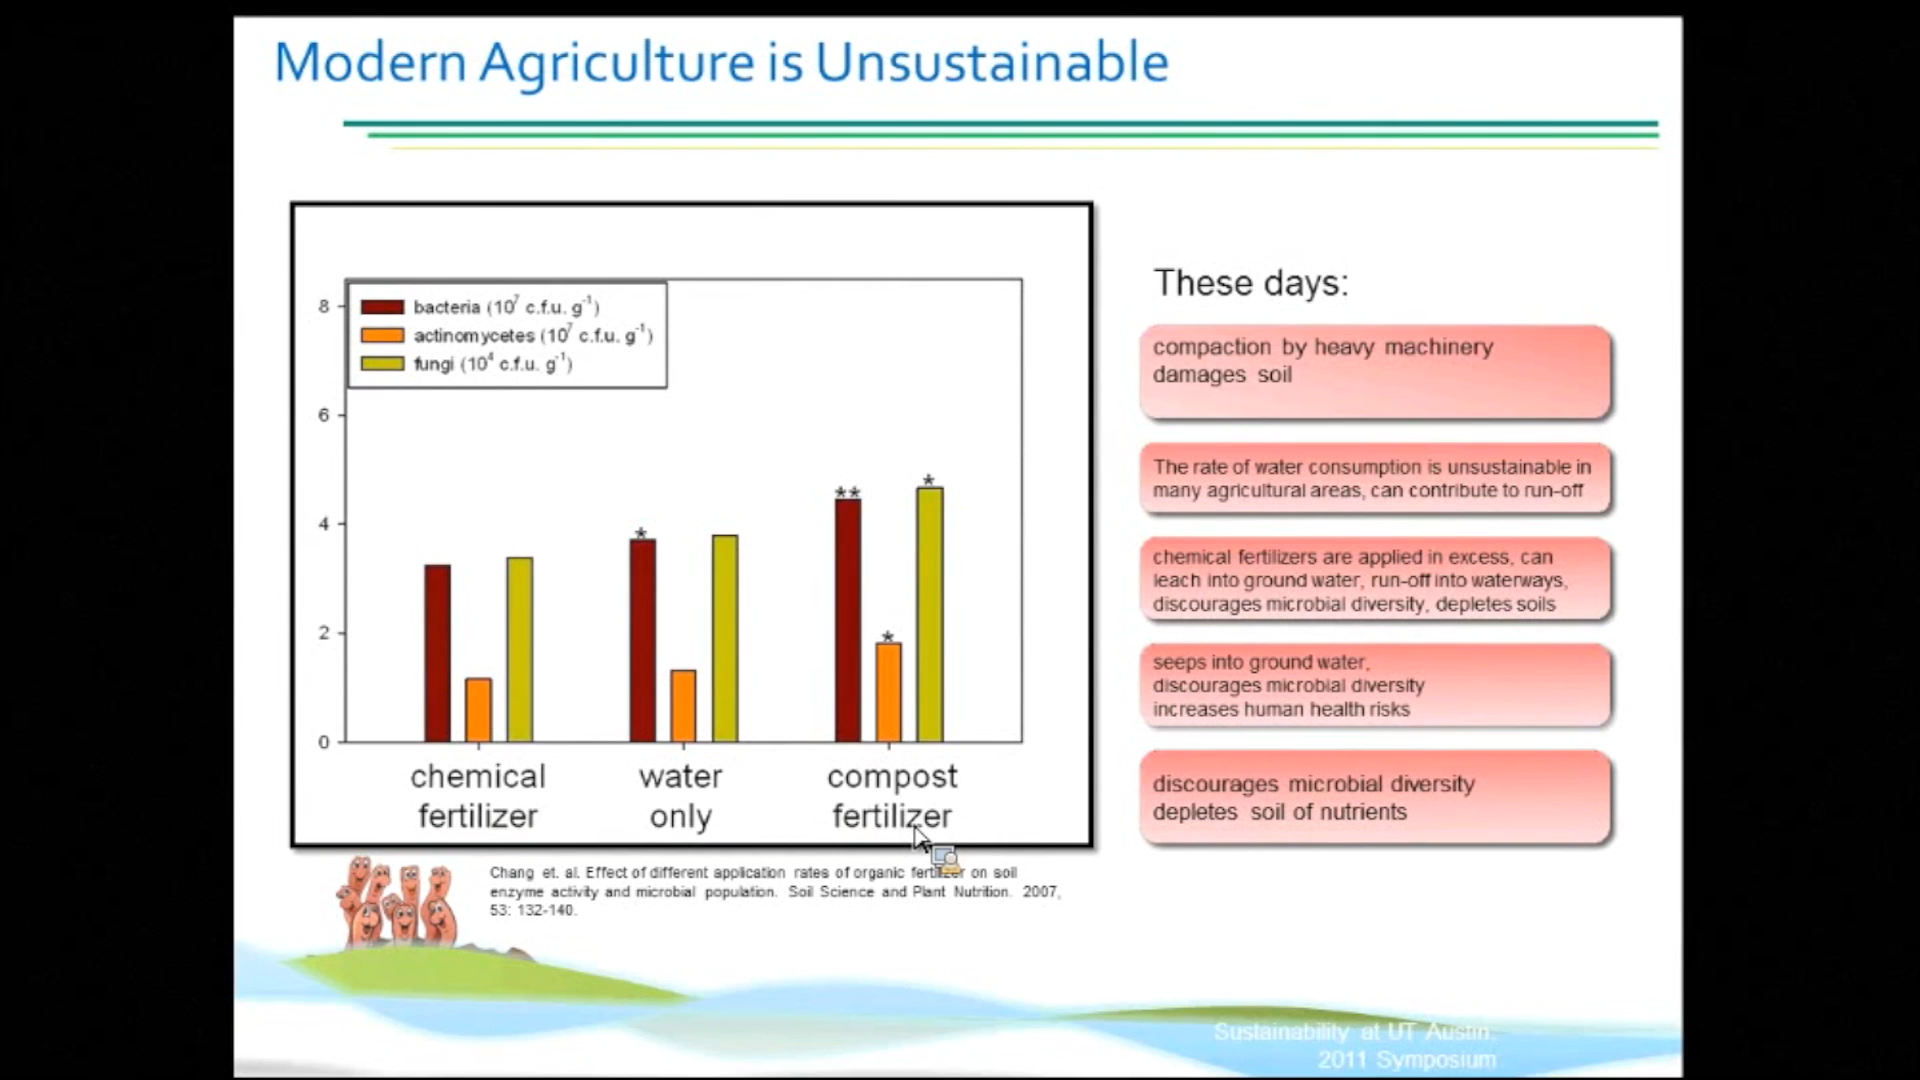 Modern Agriculture is Unsustainable
8
6
4
2
0
bacteria (10⁷ c.f.u. g⁻¹)
actinomycetes (10⁷ c.f.u. g⁻¹)
fungi (10⁴ c.f.u. g⁻¹)
*
**
*
*
chemical
fertilizer
water
only
compost
fertilizer
These days:
compaction by heavy machinery
damages soil
The rate of water consumption is unsustainable in
many agricultural areas, can contribute to run-off
chemical fertilizers are applied in excess, can
leach into ground water, run-off into waterways,
discourages microbial diversity, depletes soils
seeps into ground water,
discourages microbial diversity
increases human health risks
discourages microbial diversity
depletes soil of nutrients
Chang et. al. Effect of different application rates of organic fertilizer on soil
enzyme activity and microbial population. Soil Science and Plant Nutrition. 2007,
53: 132-140.
Sustainability at UT Austin.
2011 Symposium